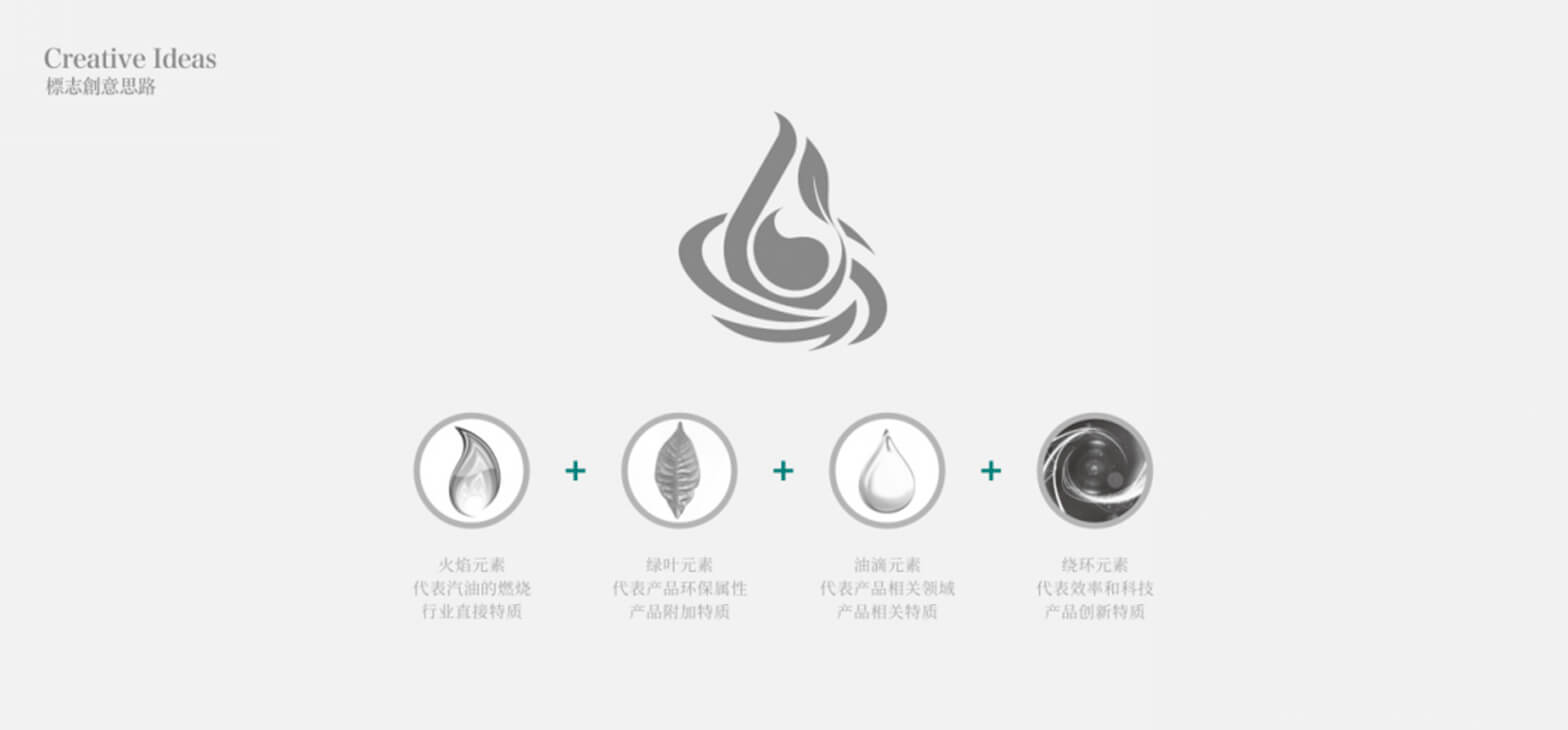 Creative Ideas
標志創意思路
+ + +
火焰元素
代表汽油的燃烧
行业直接特质
绿叶元素
代表产品环保属性
产品附加特质
油滴元素
代表产品相关领域
产品相关特质
绕环元素
代表效率和科技
产品创新特质